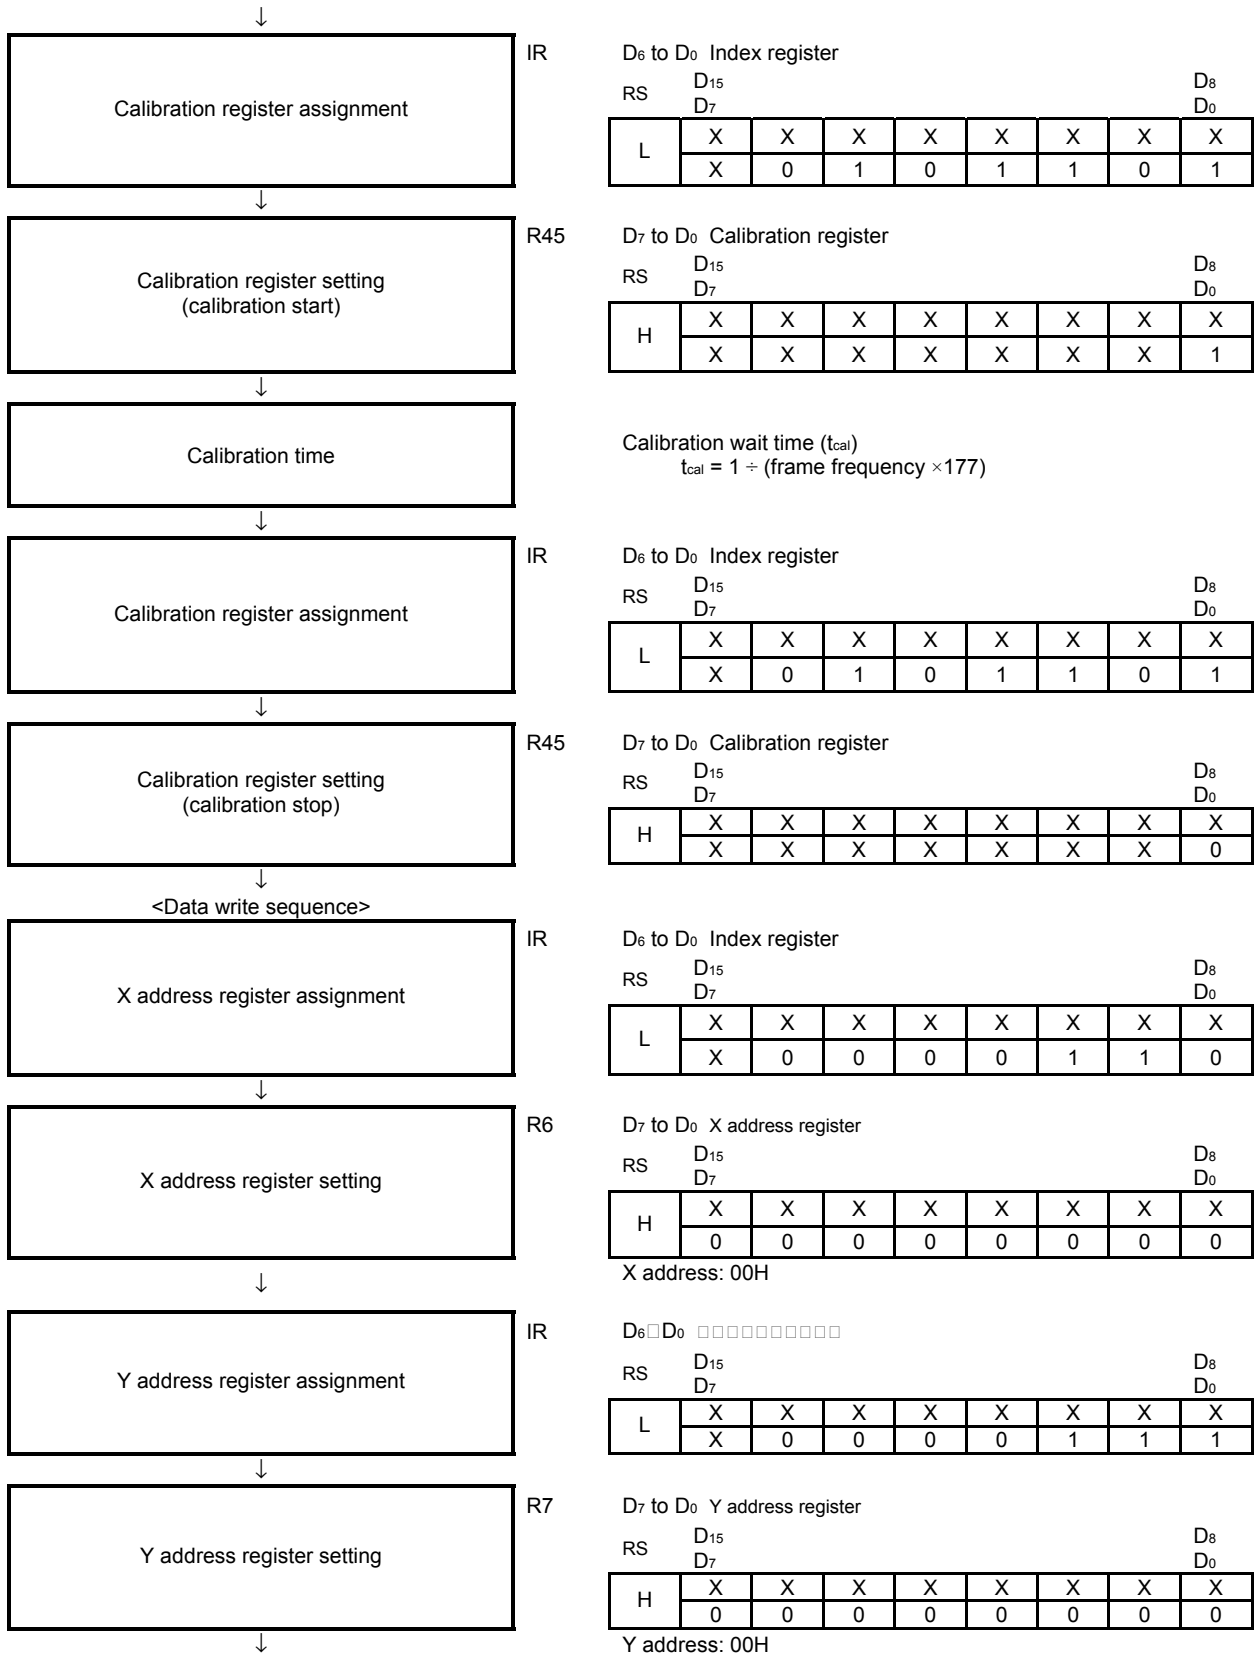 ↓
Calibration register assignment
IR
D6 to D0 Index register
RS
D15 D8
D7 D0
L
X X X X X X X X
X 0 1 0 1 1 0 1
↓
Calibration register setting
(calibration start)
R45
D7 to D0 Calibration register
RS
D15 D8
D7 D0
H
X X X X X X X X
X X X X X X X 1
↓
Calibration time
Calibration wait time (tcal)
tcal = 1 ÷ (frame frequency ×177)
↓
Calibration register assignment
IR
D6 to D0 Index register
RS
D15 D8
D7 D0
L
X X X X X X X X
X 0 1 0 1 1 0 1
↓
Calibration register setting
(calibration stop)
R45
D7 to D0 Calibration register
RS
D15 D8
D7 D0
H
X X X X X X X X
X X X X X X X 0
↓
<Data write sequence>
X address register assignment
IR
D6 to D0 Index register
RS
D15 D8
D7 D0
L
X X X X X X X X
X 0 0 0 0 1 1 0
↓
X address register setting
R6
D7 to D0 X address register
RS
D15 D8
D7 D0
H
X X X X X X X X
0 0 0 0 0 0 0 0
X address: 00H
↓
Y address register assignment
IR
D6□D0 □□□□□□□□□□
RS
D15 D8
D7 D0
L
X X X X X X X X
X 0 0 0 0 1 1 1
↓
Y address register setting
R7
D7 to D0 Y address register
RS
D15 D8
D7 D0
H
X X X X X X X X
0 0 0 0 0 0 0 0
Y address: 00H
↓